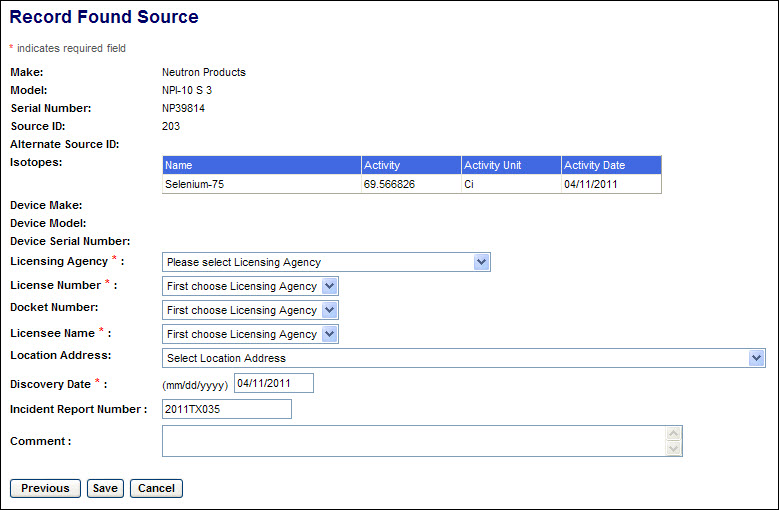 Record Found Source
* indicates required field
Make: Neutron Products
Model: NPI-10 S 3
Serial Number: NP39814
Source ID: 203
Alternate Source ID:
Isotopes:
Name Activity Activity Unit Activity Date
Selenium-75 69.566826 Ci 04/11/2011
Device Make:
Device Model:
Device Serial Number:
Licensing Agency * : Please select Licensing Agency
License Number * : First choose Licensing Agency
Docket Number: First choose Licensing Agency
Licensee Name * : First choose Licensing Agency
Location Address: Select Location Address
Discovery Date * : (mm/dd/yyyy) 04/11/2011
Incident Report Number : 2011TX035
Comment :
Previous Save Cancel